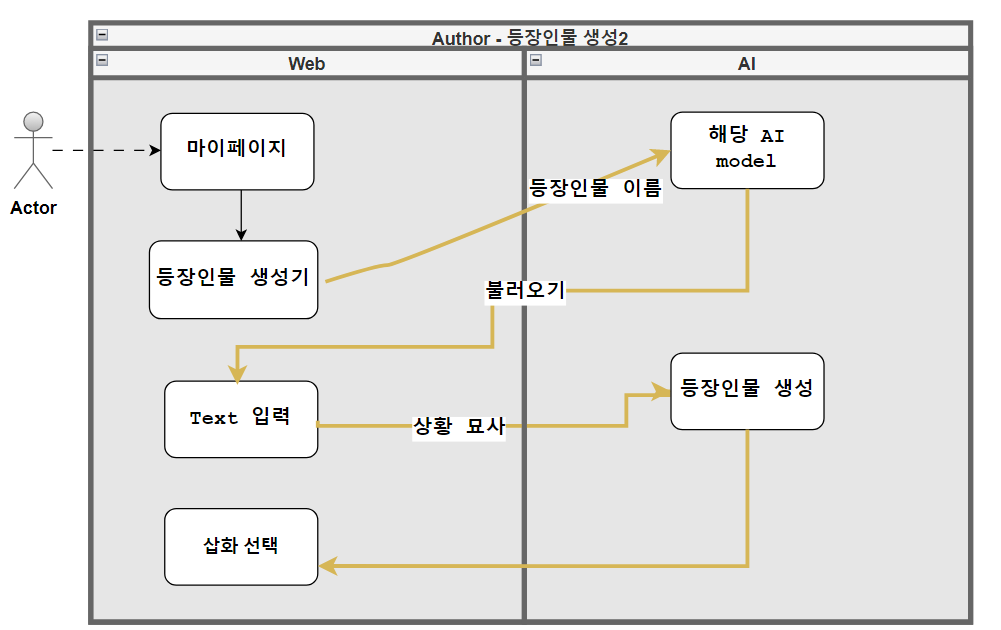 Author - 등장인물 생성2
Web
AI
Actor
마이페이지
해당 AI
model
등장인물 이름
등장인물 생성기
불러오기
Text 입력
상황 묘사
등장인물 생성
삽화 선택